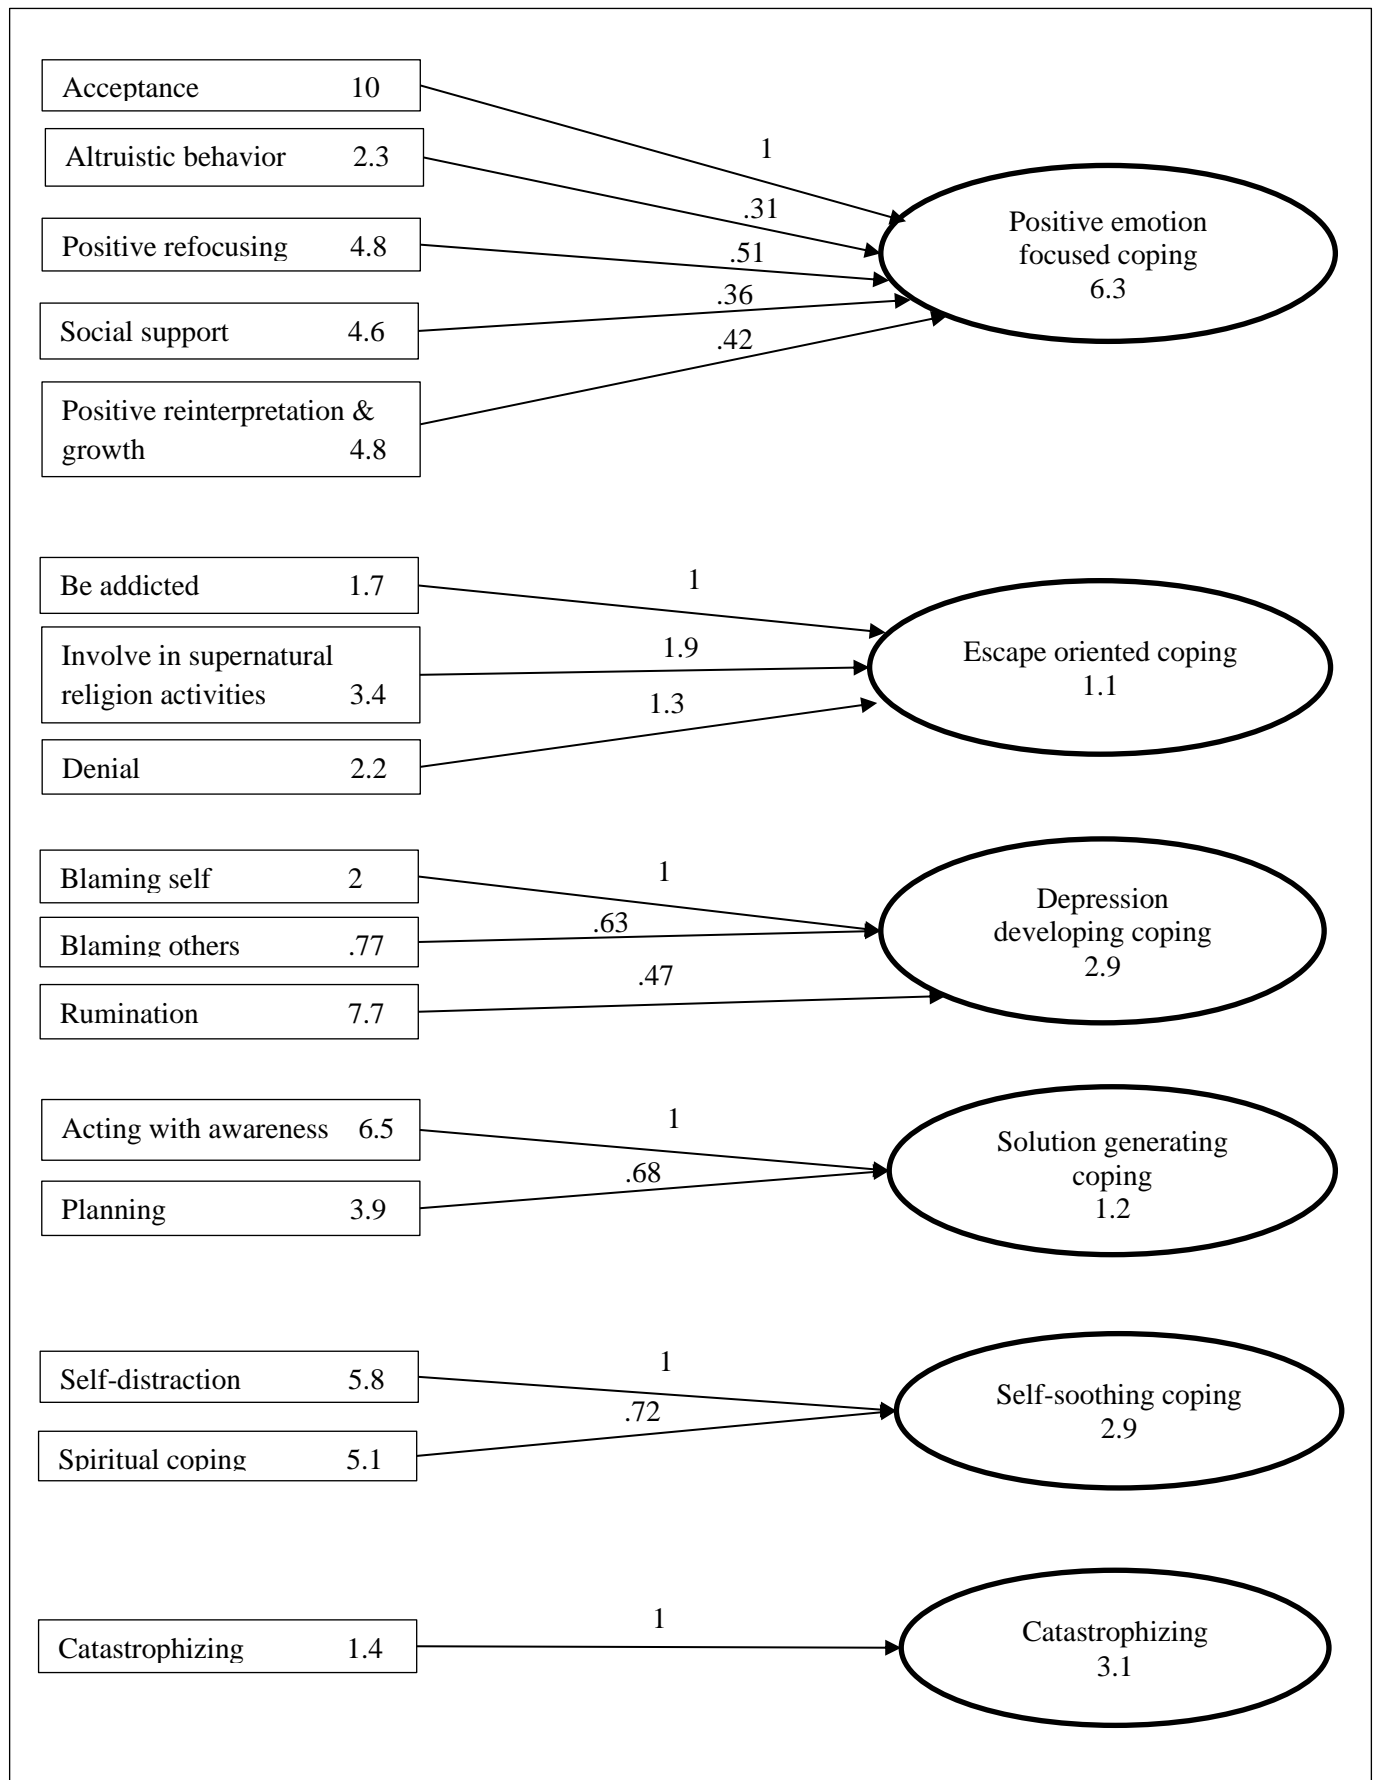 Acceptance 10
Altruistic behavior 2.3
Positive refocusing 4.8
Social support 4.6
Positive reinterpretation &
growth 4.8
1
.31
.51
.36
.42
Positive emotion
focused coping
6.3
Be addicted 1.7
Involve in supernatural
religion activities 3.4
Denial 2.2
1
1.9
1.3
Escape oriented coping
1.1
Blaming self 2
Blaming others .77
Rumination 7.7
1
.63
.47
Depression
developing coping
2.9
Acting with awareness 6.5
Planning 3.9
1
.68
Solution generating
coping
1.2
Self-distraction 5.8
Spiritual coping 5.1
1
.72
Self-soothing coping
2.9
Catastrophizing 1.4
1
Catastrophizing
3.1